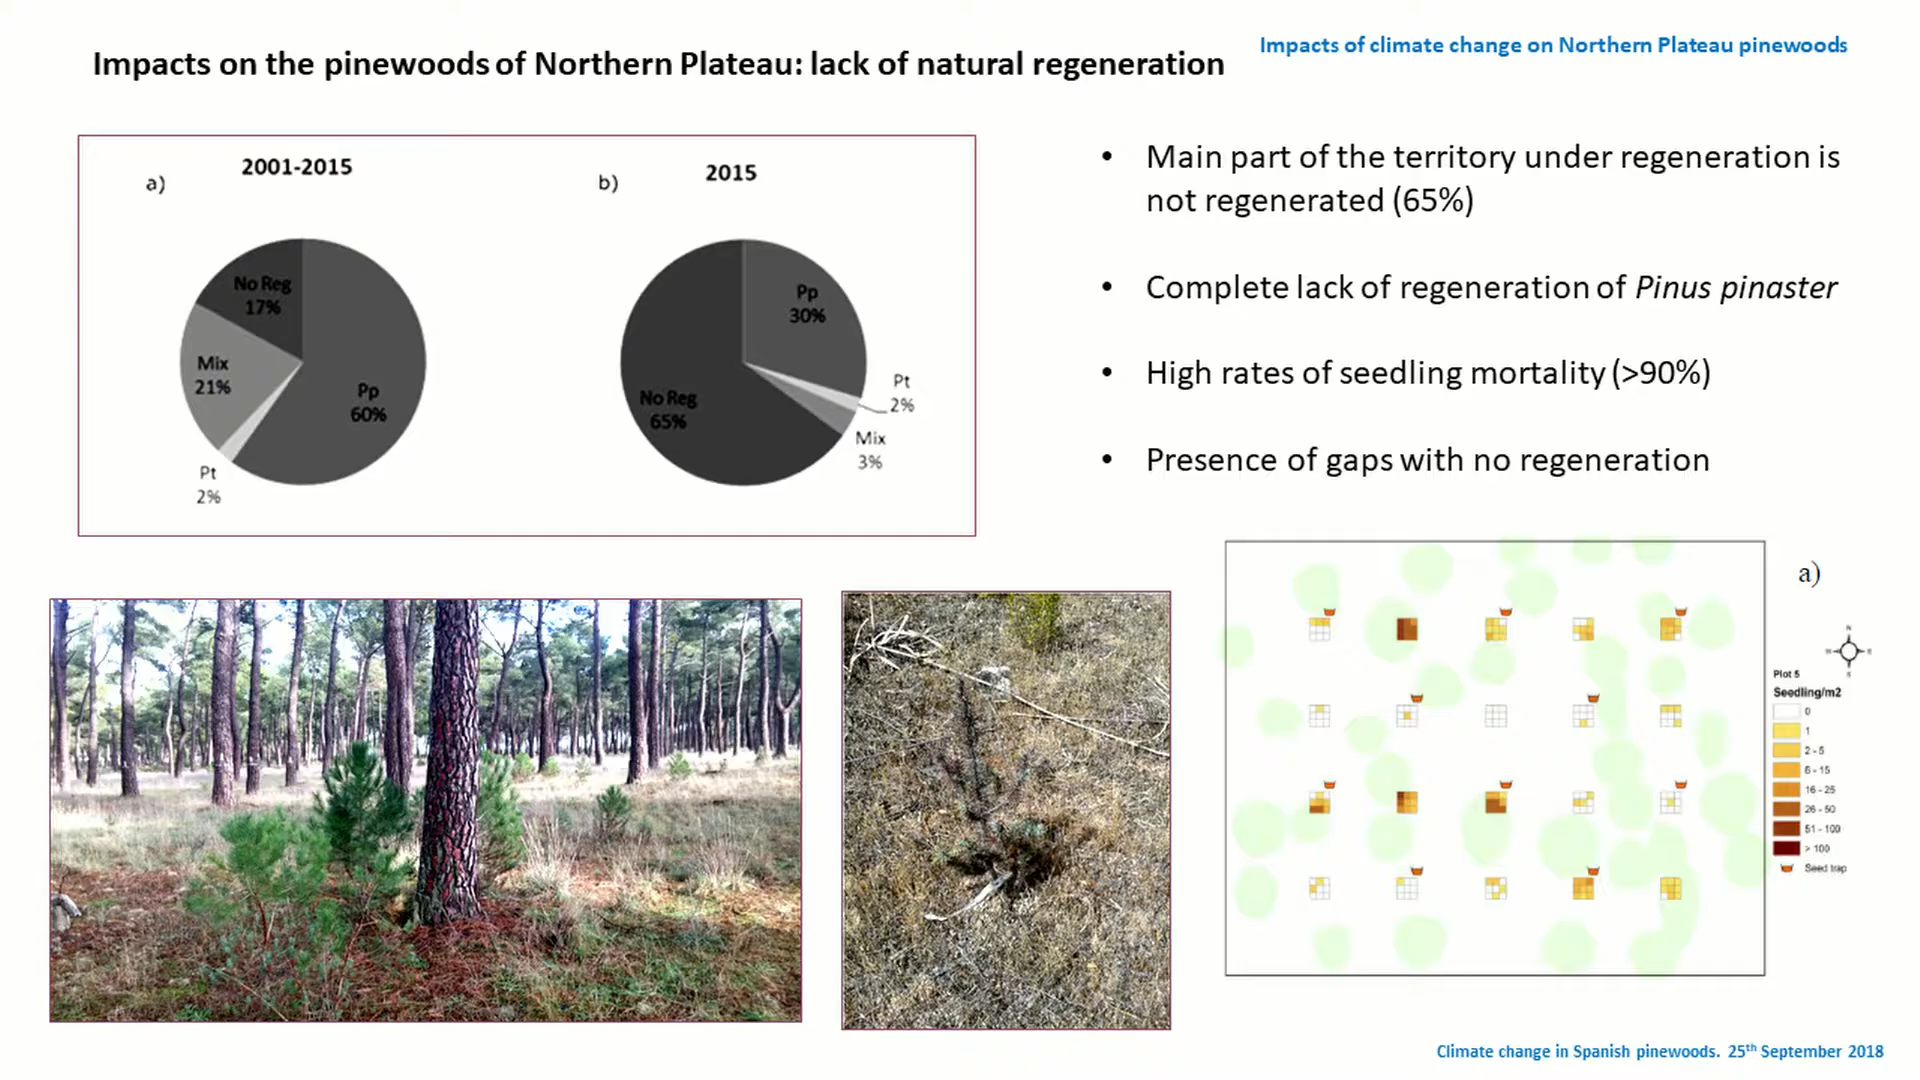 Impacts on the pinewoods of Northern Plateau: lack of natural regeneration
Impacts of climate change on Northern Plateau pinewoods
a)
2001-2015
No Reg
17%
Mix
21%
Pp
60%
Pt
2%
b)
2015
Pp
30%
Pt
2%
Mix
3%
No Reg
65%
• Main part of the territory under regeneration is
not regenerated (65%)
• Complete lack of regeneration of Pinus pinaster
• High rates of seedling mortality (>90%)
• Presence of gaps with no regeneration
a)
N
Plot 5
Seedling/m2
0
1
2 - 5
6 - 15
16 - 25
26 - 50
51 - 100
> 100
Seed trap
Climate change in Spanish pinewoods. 25th September 2018